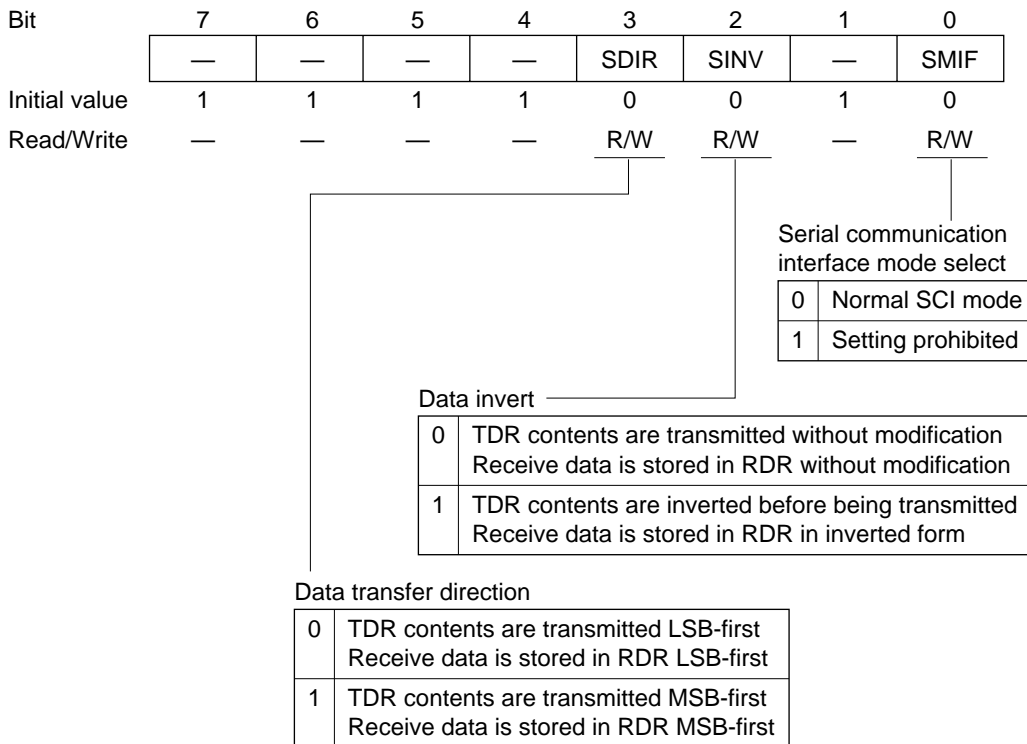 Bit 7 6 5 4 3 2 1 0
— — — — SDIR SINV — SMIF
Initial value 1 1 1 1 0 0 1 0
Read/Write — — — — R/W R/W — R/W
Serial communication
interface mode select
0 Normal SCI mode
1 Setting prohibited
Data invert
0 TDR contents are transmitted without modification
Receive data is stored in RDR without modification
1 TDR contents are inverted before being transmitted
Receive data is stored in RDR in inverted form
Data transfer direction
0 TDR contents are transmitted LSB-first
Receive data is stored in RDR LSB-first
1 TDR contents are transmitted MSB-first
Receive data is stored in RDR MSB-first